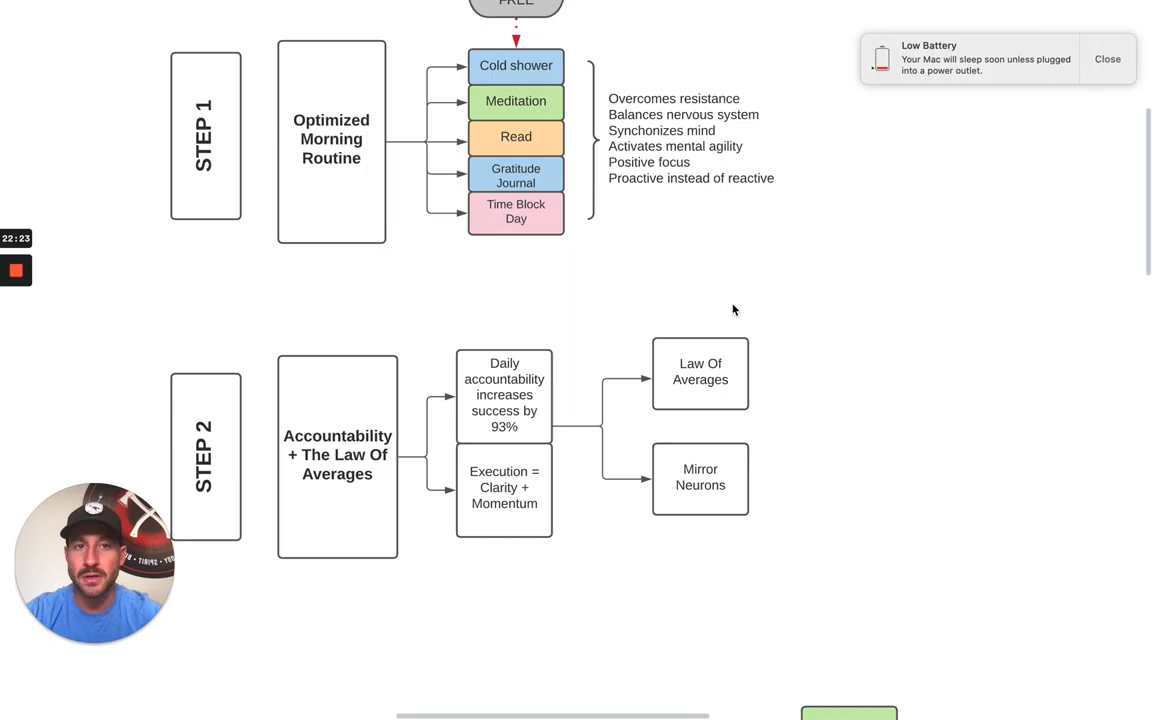 FREE
Low Battery
Your Mac will sleep soon unless plugged
into a power outlet.
Close
STEP 1
Optimized
Morning
Routine
Cold shower
Meditation
Read
Gratitude
Journal
Time Block
Day
Overcomes resistance
Balances nervous system
Synchonizes mind
Activates mental agility
Positive focus
Proactive instead of reactive
22:23
STEP 2
Accountability
+ The Law Of
Averages
Daily
accountability
increases
success by
93%
Execution =
Clarity +
Momentum
Law Of
Averages
Mirror
Neurons